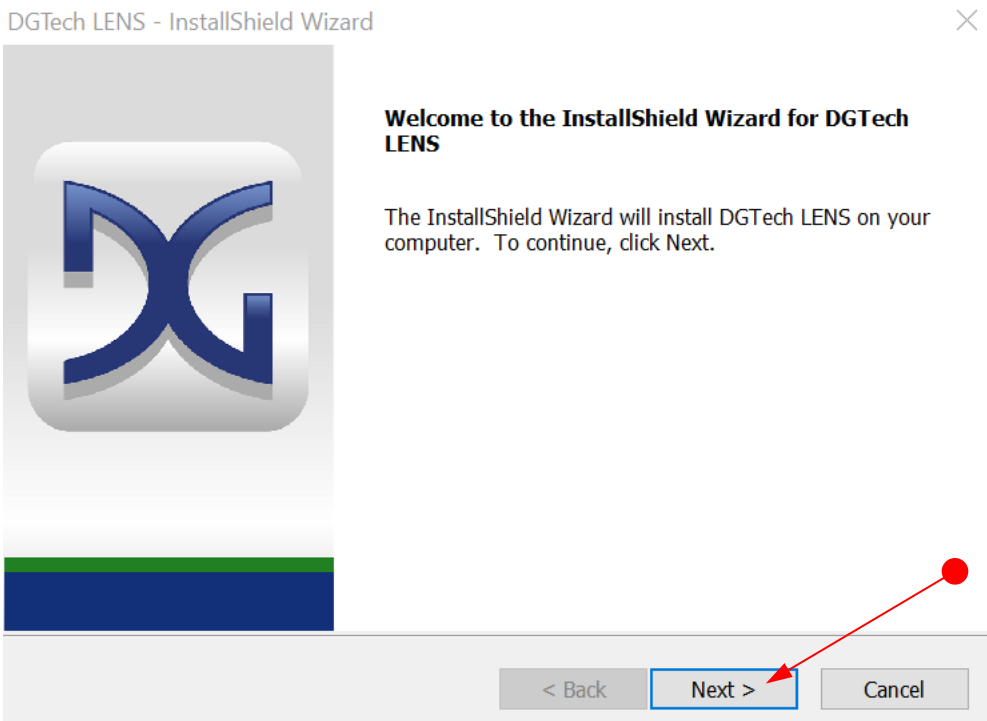 DGTech LENS - InstallShield Wizard
Welcome to the InstallShield Wizard for DGTech
LENS
The InstallShield Wizard will install DGTech LENS on your
computer.  To continue, click Next.
< Back
Next >
Cancel